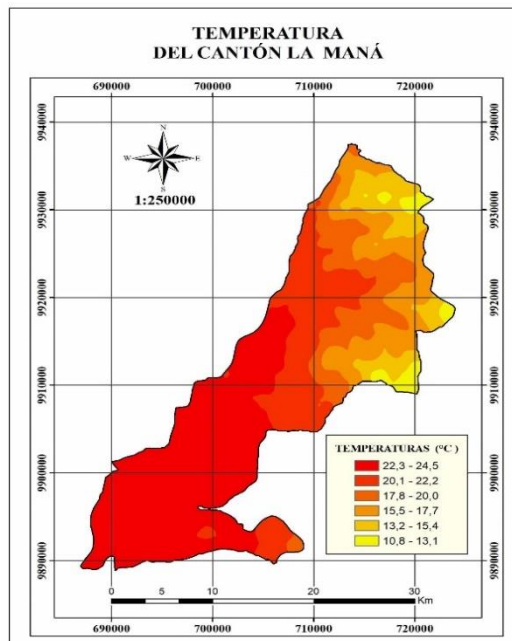 TEMPERATURA
DEL CANTÓN LA MANÁ
690000 700000 710000 720000
N
W E
S
1:250000
9940000
9930000
9920000
9910000
9900000
9890000
9940000
9930000
9920000
9910000
9900000
9890000
TEMPERATURAS (°C)
22,3 - 24,5
20,1 - 22,2
17,8 - 20,0
15,5 - 17,7
13,2 - 15,4
10,8 - 13,1
0 5 10 20 30
Km
690000 700000 710000 720000